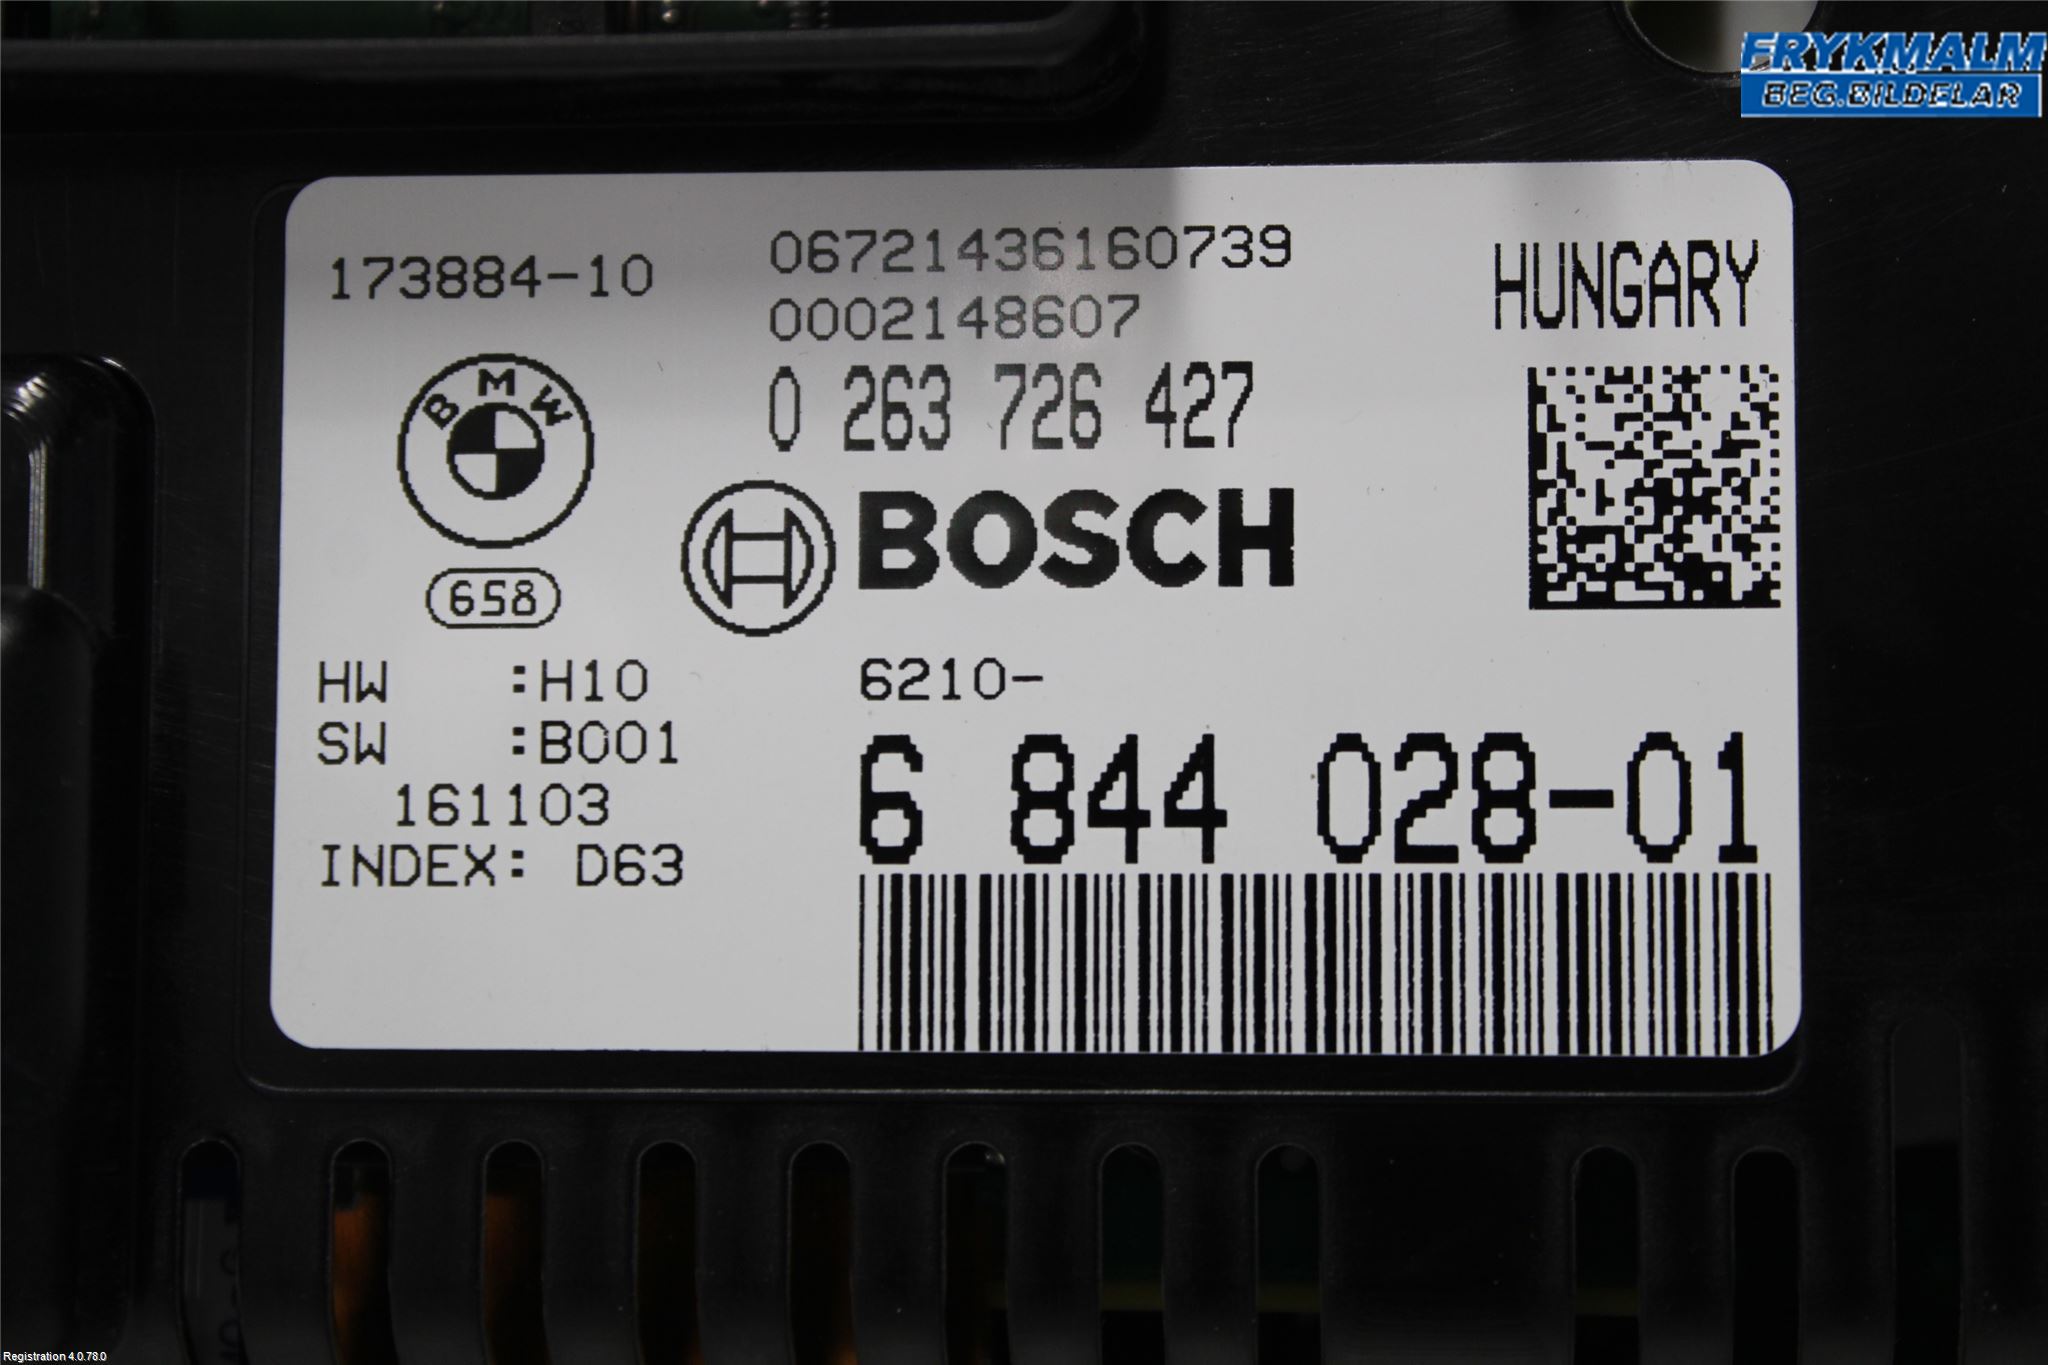 FRYKMALM
BEG.BILDELAR
173884-10
06721436160739
0002148607
0 263 726 427
HUNGARY
BMW
658
BOSCH
HW :H10
SW :B001
161103
INDEX: D63
6210-
6 844 028-01
Registration 4.0.78.0